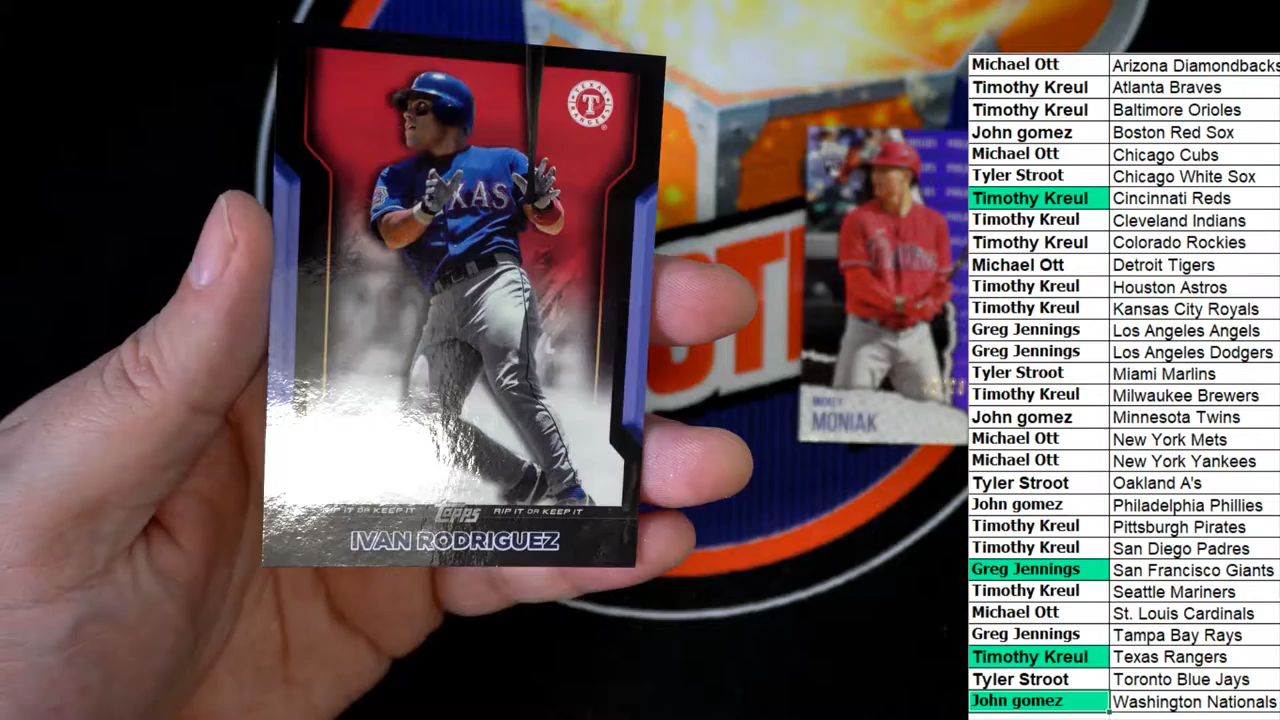 TEXAS
T
RANGERS
TEXAS
IT OR KEEP IT Topps RIP IT OR KEEP IT
IVAN RODRIGUEZ
MICKEY
MONIAK
Michael Ott Arizona Diamondbacks
Timothy Kreul Atlanta Braves
Timothy Kreul Baltimore Orioles
John gomez Boston Red Sox
Michael Ott Chicago Cubs
Tyler Stroot Chicago White Sox
Timothy Kreul Cincinnati Reds
Timothy Kreul Cleveland Indians
Timothy Kreul Colorado Rockies
Michael Ott Detroit Tigers
Timothy Kreul Houston Astros
Timothy Kreul Kansas City Royals
Greg Jennings Los Angeles Angels
Greg Jennings Los Angeles Dodgers
Tyler Stroot Miami Marlins
Timothy Kreul Milwaukee Brewers
John gomez Minnesota Twins
Michael Ott New York Mets
Michael Ott New York Yankees
Tyler Stroot Oakland A's
John gomez Philadelphia Phillies
Timothy Kreul Pittsburgh Pirates
Timothy Kreul San Diego Padres
Greg Jennings San Francisco Giants
Timothy Kreul Seattle Mariners
Michael Ott St. Louis Cardinals
Greg Jennings Tampa Bay Rays
Timothy Kreul Texas Rangers
Tyler Stroot Toronto Blue Jays
John gomez Washington Nationals